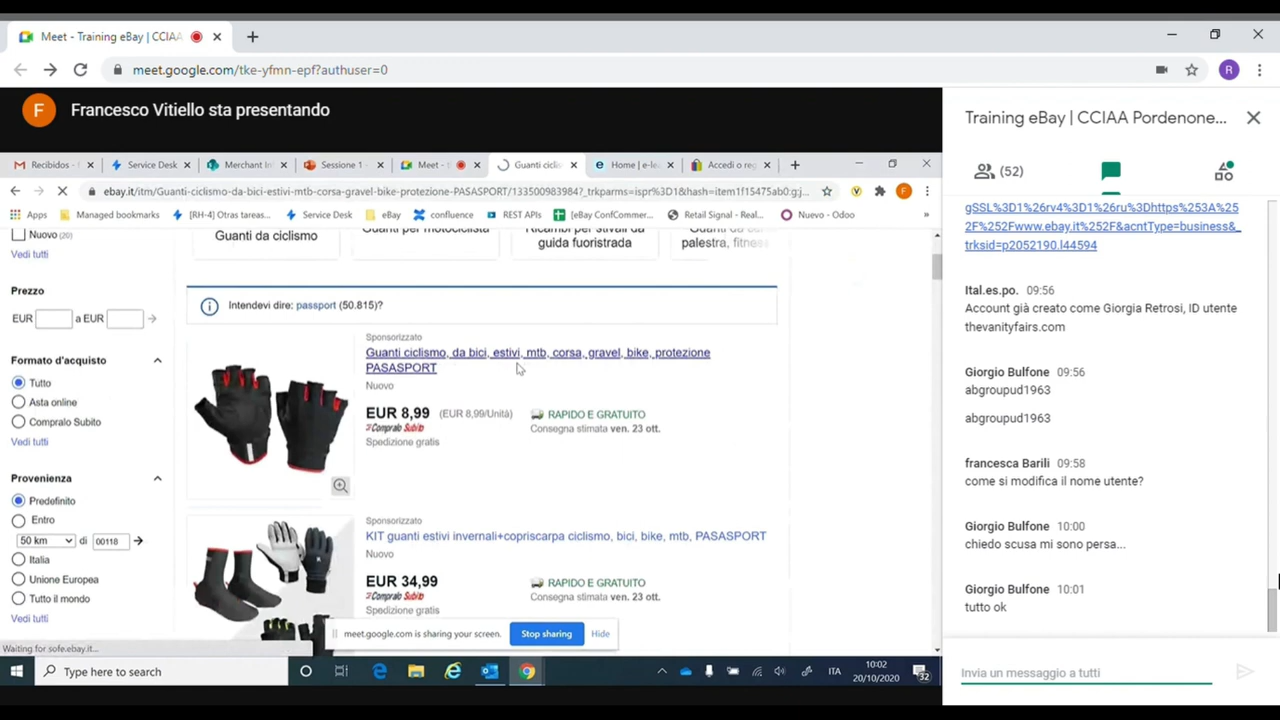 Meet - Training eBay | CCIAA
meet.google.com/tke-yfmn-epf?authuser=0
R
F
Francesco Vitiello sta presentando
Recibidos -
Service Desk
Merchant In
Sessione 1 -
Meet - t
Guanti cicli
Home | e-le
Accedi o reg
ebay.it/itm/Guanti-ciclismo-da-bici-estivi-mtb-corsa-gravel-bike-protezione-PASASPORT/133500983984?_trkparms=ispr%3D1&hash=item1f15475ab0:g:j...
F
Apps
Managed bookmarks
[RH-4] Otras tareas...
Service Desk
eBay
confluence
REST APIs
[eBay ConfCommer...
Retail Signal - Real...
Nuevo - Odoo
»
Nuovo (20)
Vedi tutti
Guanti da ciclismo
Guanti per motociclista
Ricambi per stivali da
guida fuoristrada
palestra, fitness
Prezzo
EUR a EUR
Formato d'acquisto
Tutto
Asta online
Compralo Subito
Vedi tutti
Provenienza
Predefinito
Entro
50 km di 00118
Italia
Unione Europea
Tutto il mondo
Vedi tutti
Intendevi dire: passport (50.815)?
Sponsorizzato
Guanti ciclismo, da bici, estivi, mtb, corsa, gravel, bike, protezione
PASASPORT
Nuovo
EUR 8,99 (EUR 8,99/Unità)
Compralo Subito
Spedizione gratis
RAPIDO E GRATUITO
Consegna stimata ven. 23 ott.
Sponsorizzato
KIT guanti estivi invernali+copriscarpa ciclismo, bici, bike, mtb, PASASPORT
Nuovo
EUR 34,99
Compralo Subito
Spedizione gratis
RAPIDO E GRATUITO
Consegna stimata ven. 23 ott.
meet.google.com is sharing your screen.
Stop sharing
Hide
Waiting for sofe.ebay.it...
Type here to search
ITA
10:02
20/10/2020
32
Training eBay | CCIAA Pordenone...
(52)
gSSL%3D1%26rv4%3D1%26ru%3Dhttps%253A%25
2F%252Fwww.ebay.it%252F&acntType=business&_
trksid=p2052190.l44594
Ital.es.po. 09:56
Account già creato come Giorgia Retrosi, ID utente
thevanityfairs.com
Giorgio Bulfone 09:56
abgroupud1963
abgroupud1963
francesca Barili 09:58
come si modifica il nome utente?
Giorgio Bulfone 10:00
chiedo scusa mi sono persa...
Giorgio Bulfone 10:01
tutto ok
Invia un messaggio a tutti